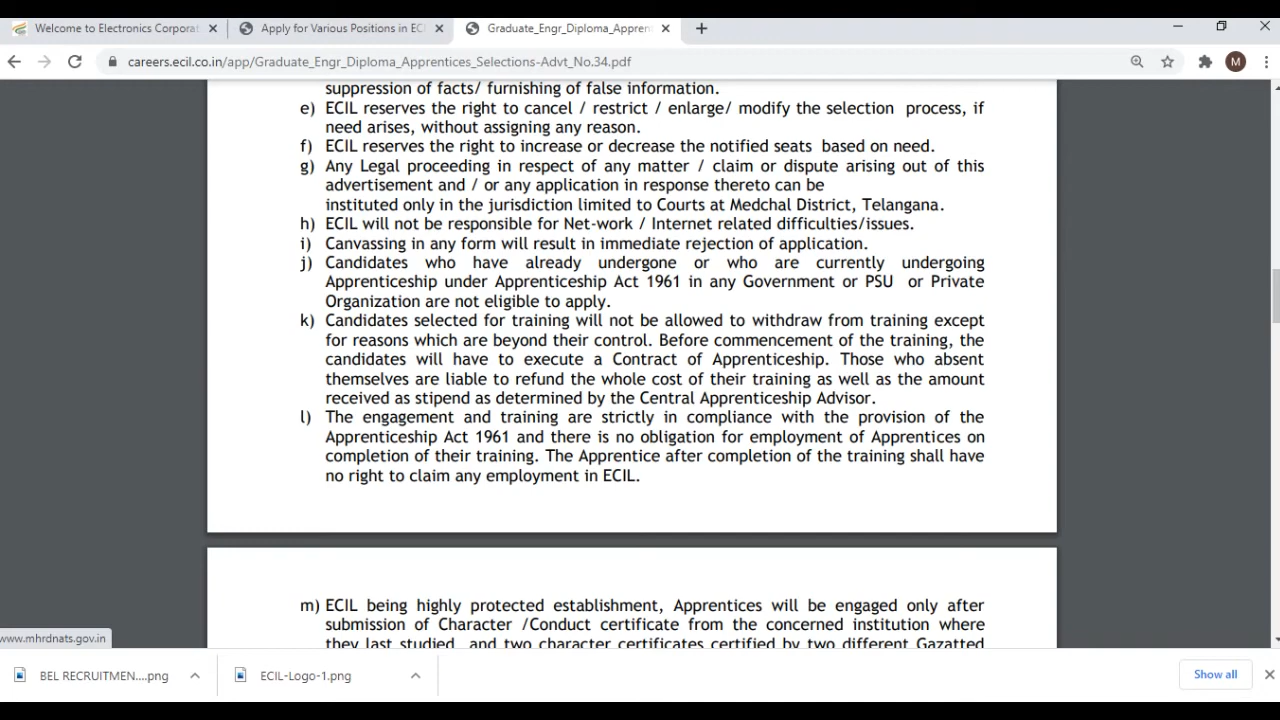 Welcome to Electronics Corporat
Apply for Various Positions in ECI
Graduate_Engr_Diploma_Appren
careers.ecil.co.in/app/Graduate_Engr_Diploma_Apprentices_Selections-Advt_No.34.pdf
M
suppression of facts/ furnishing of false information.
e) ECIL reserves the right to cancel / restrict / enlarge/ modify the selection process, if
need arises, without assigning any reason.
f) ECIL reserves the right to increase or decrease the notified seats based on need.
g) Any Legal proceeding in respect of any matter / claim or dispute arising out of this
advertisement and / or any application in response thereto can be
instituted only in the jurisdiction limited to Courts at Medchal District, Telangana.
h) ECIL will not be responsible for Net-work / Internet related difficulties/issues.
i) Canvassing in any form will result in immediate rejection of application.
j) Candidates who have already undergone or who are currently undergoing
Apprenticeship under Apprenticeship Act 1961 in any Government or PSU or Private
Organization are not eligible to apply.
k) Candidates selected for training will not be allowed to withdraw from training except
for reasons which are beyond their control. Before commencement of the training, the
candidates will have to execute a Contract of Apprenticeship. Those who absent
themselves are liable to refund the whole cost of their training as well as the amount
received as stipend as determined by the Central Apprenticeship Advisor.
l) The engagement and training are strictly in compliance with the provision of the
Apprenticeship Act 1961 and there is no obligation for employment of Apprentices on
completion of their training. The Apprentice after completion of the training shall have
no right to claim any employment in ECIL.
m) ECIL being highly protected establishment, Apprentices will be engaged only after
submission of Character /Conduct certificate from the concerned institution where
they last studied and two character certificates certified by two different Gazatted
www.mhrdnats.gov.in
BEL RECRUITMEN....png
ECIL-Logo-1.png
Show all